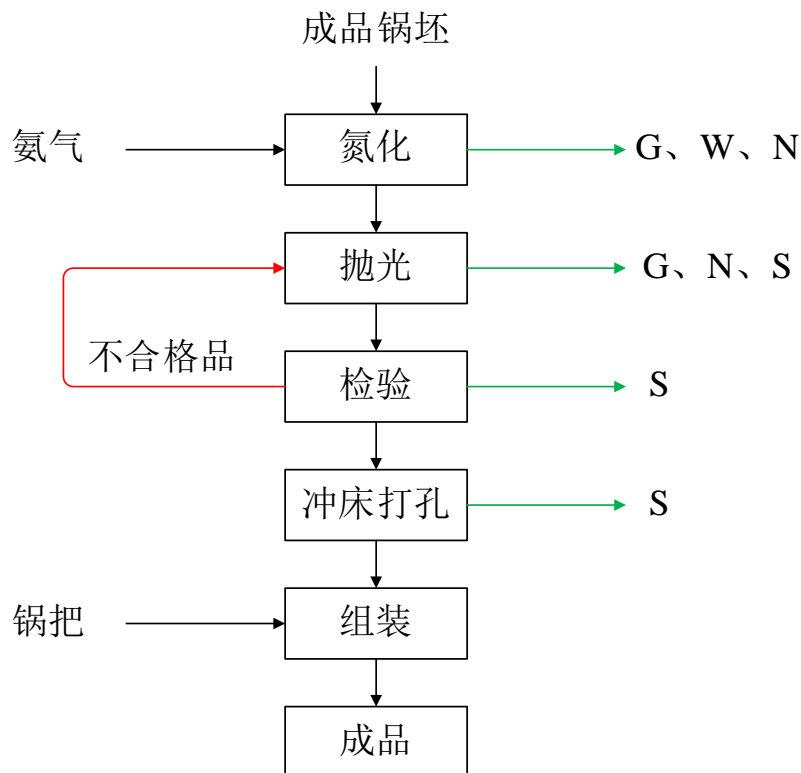 成品锅坯
氨气
氮化
G、W、N
抛光
G、N、S
不合格品
检验
S
冲床打孔
S
锅把
组装
成品